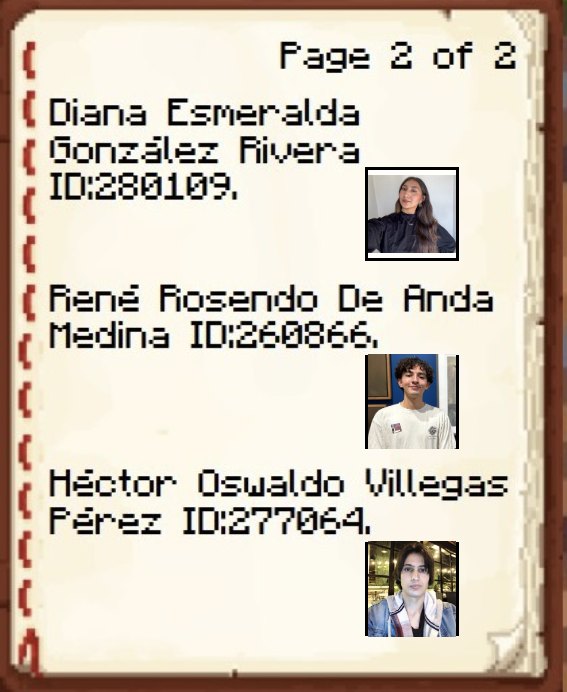 Page 2 of 2
Diana Esmeralda
González Rivera
ID:280109.
René Rosendo De Anda
Medina ID:260866.
Héctor Oswaldo Villegas
Pérez ID:277064.